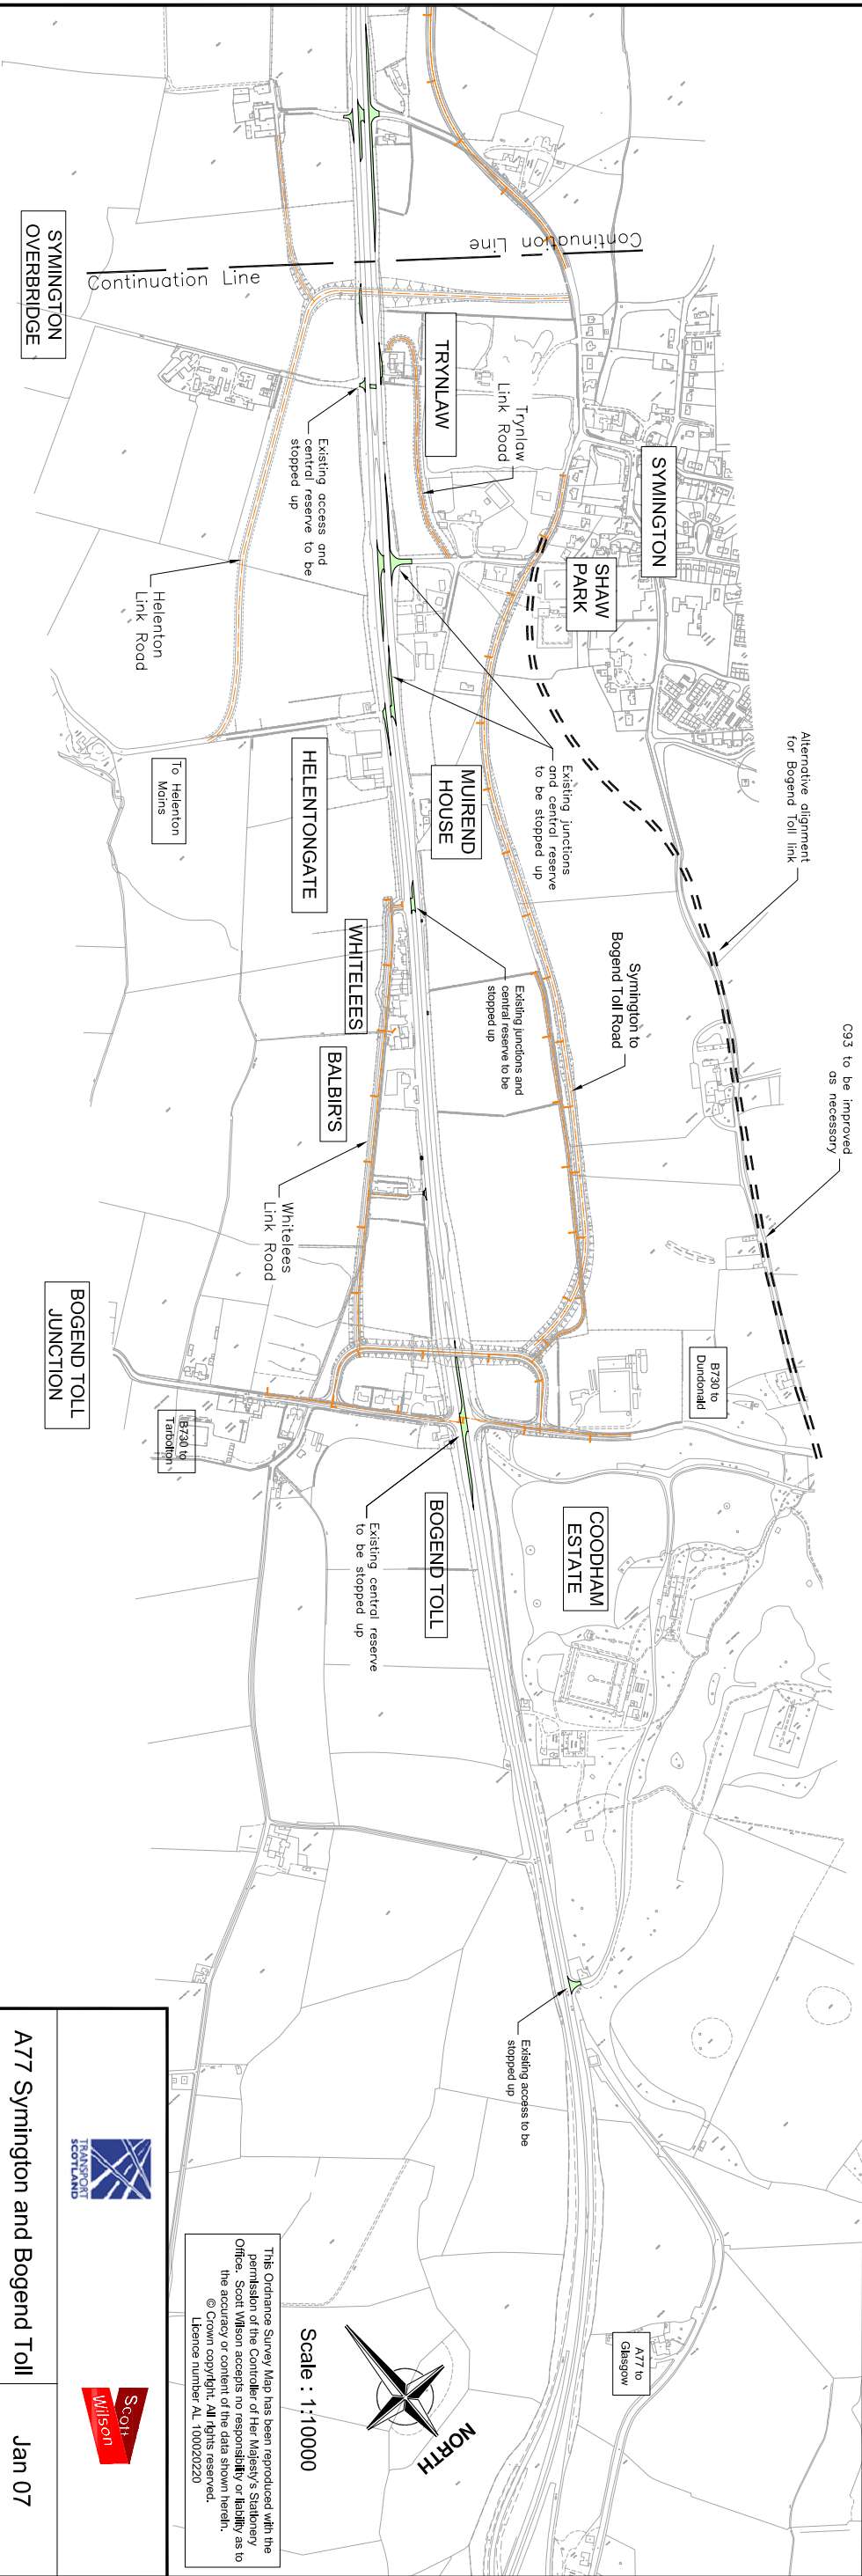 Continuation Line
Continuation Line
SYMINGTON
OVERBRIDGE
TRYNLAW
Trynlaw
Link Road
SYMINGTON
SHAW
PARK
Existing access and
central reserve to be
stopped up
Helenton
Link Road
To Helenton
Mains
HELENTONGATE
MUIREND
HOUSE
Existing junctions
and central reserve
to be stopped up
Alternative alignment
for Bogend Toll link
C93 to be improved
as necessary
Symington to
Bogend Toll Road
Existing junctions and
central reserve to be
stopped up
WHITELEES
BALBIR'S
Whitelees
Link Road
BOGEND TOLL
JUNCTION
B730 to
Dundonald
B730 to
Tarbolton
Existing central reserve
to be stopped up
BOGEND TOLL
COODHAM
ESTATE
Existing access to be
stopped up
A77 to
Glasgow
NORTH
Scale : 1:10000
This Ordnance Survey Map has been reproduced with the
permission of the Controller of Her Majesty's Stationery
Office. Scott Wilson accepts no responsibility or liability as to
the accuracy or content of the data shown herein.
© Crown copyright. All rights reserved.
Licence number AL 100020220
TRANSPORT
SCOTLAND
Scott
Wilson
A77 Symington and Bogend Toll
Jan 07